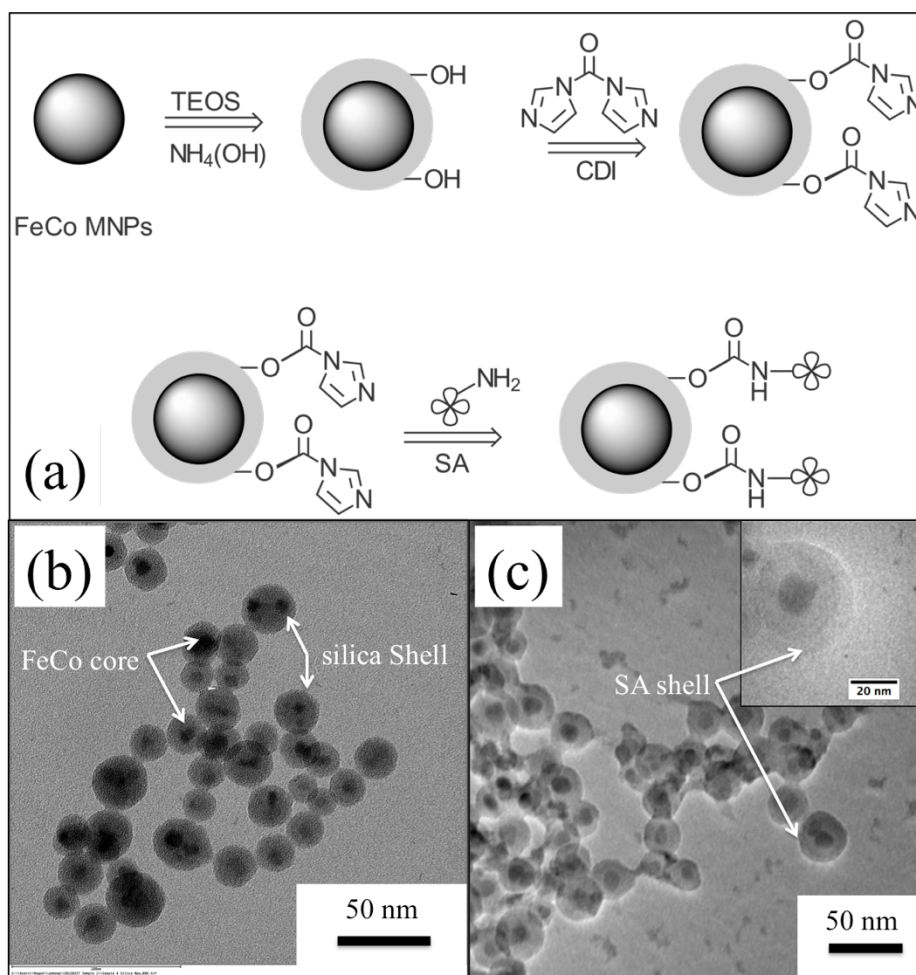 O
OH
TEOS
NH4(OH)
OH
FeCo MNPs
O
N N
N N
CDI
O
O N
N
O
O N
N
O
O N
N
O
O N
N
NH2
SA
O
O N
H
O
O N
H
(a)
(b)
FeCo core
silica Shell
50 nm
(c)
SA shell
20 nm
50 nm